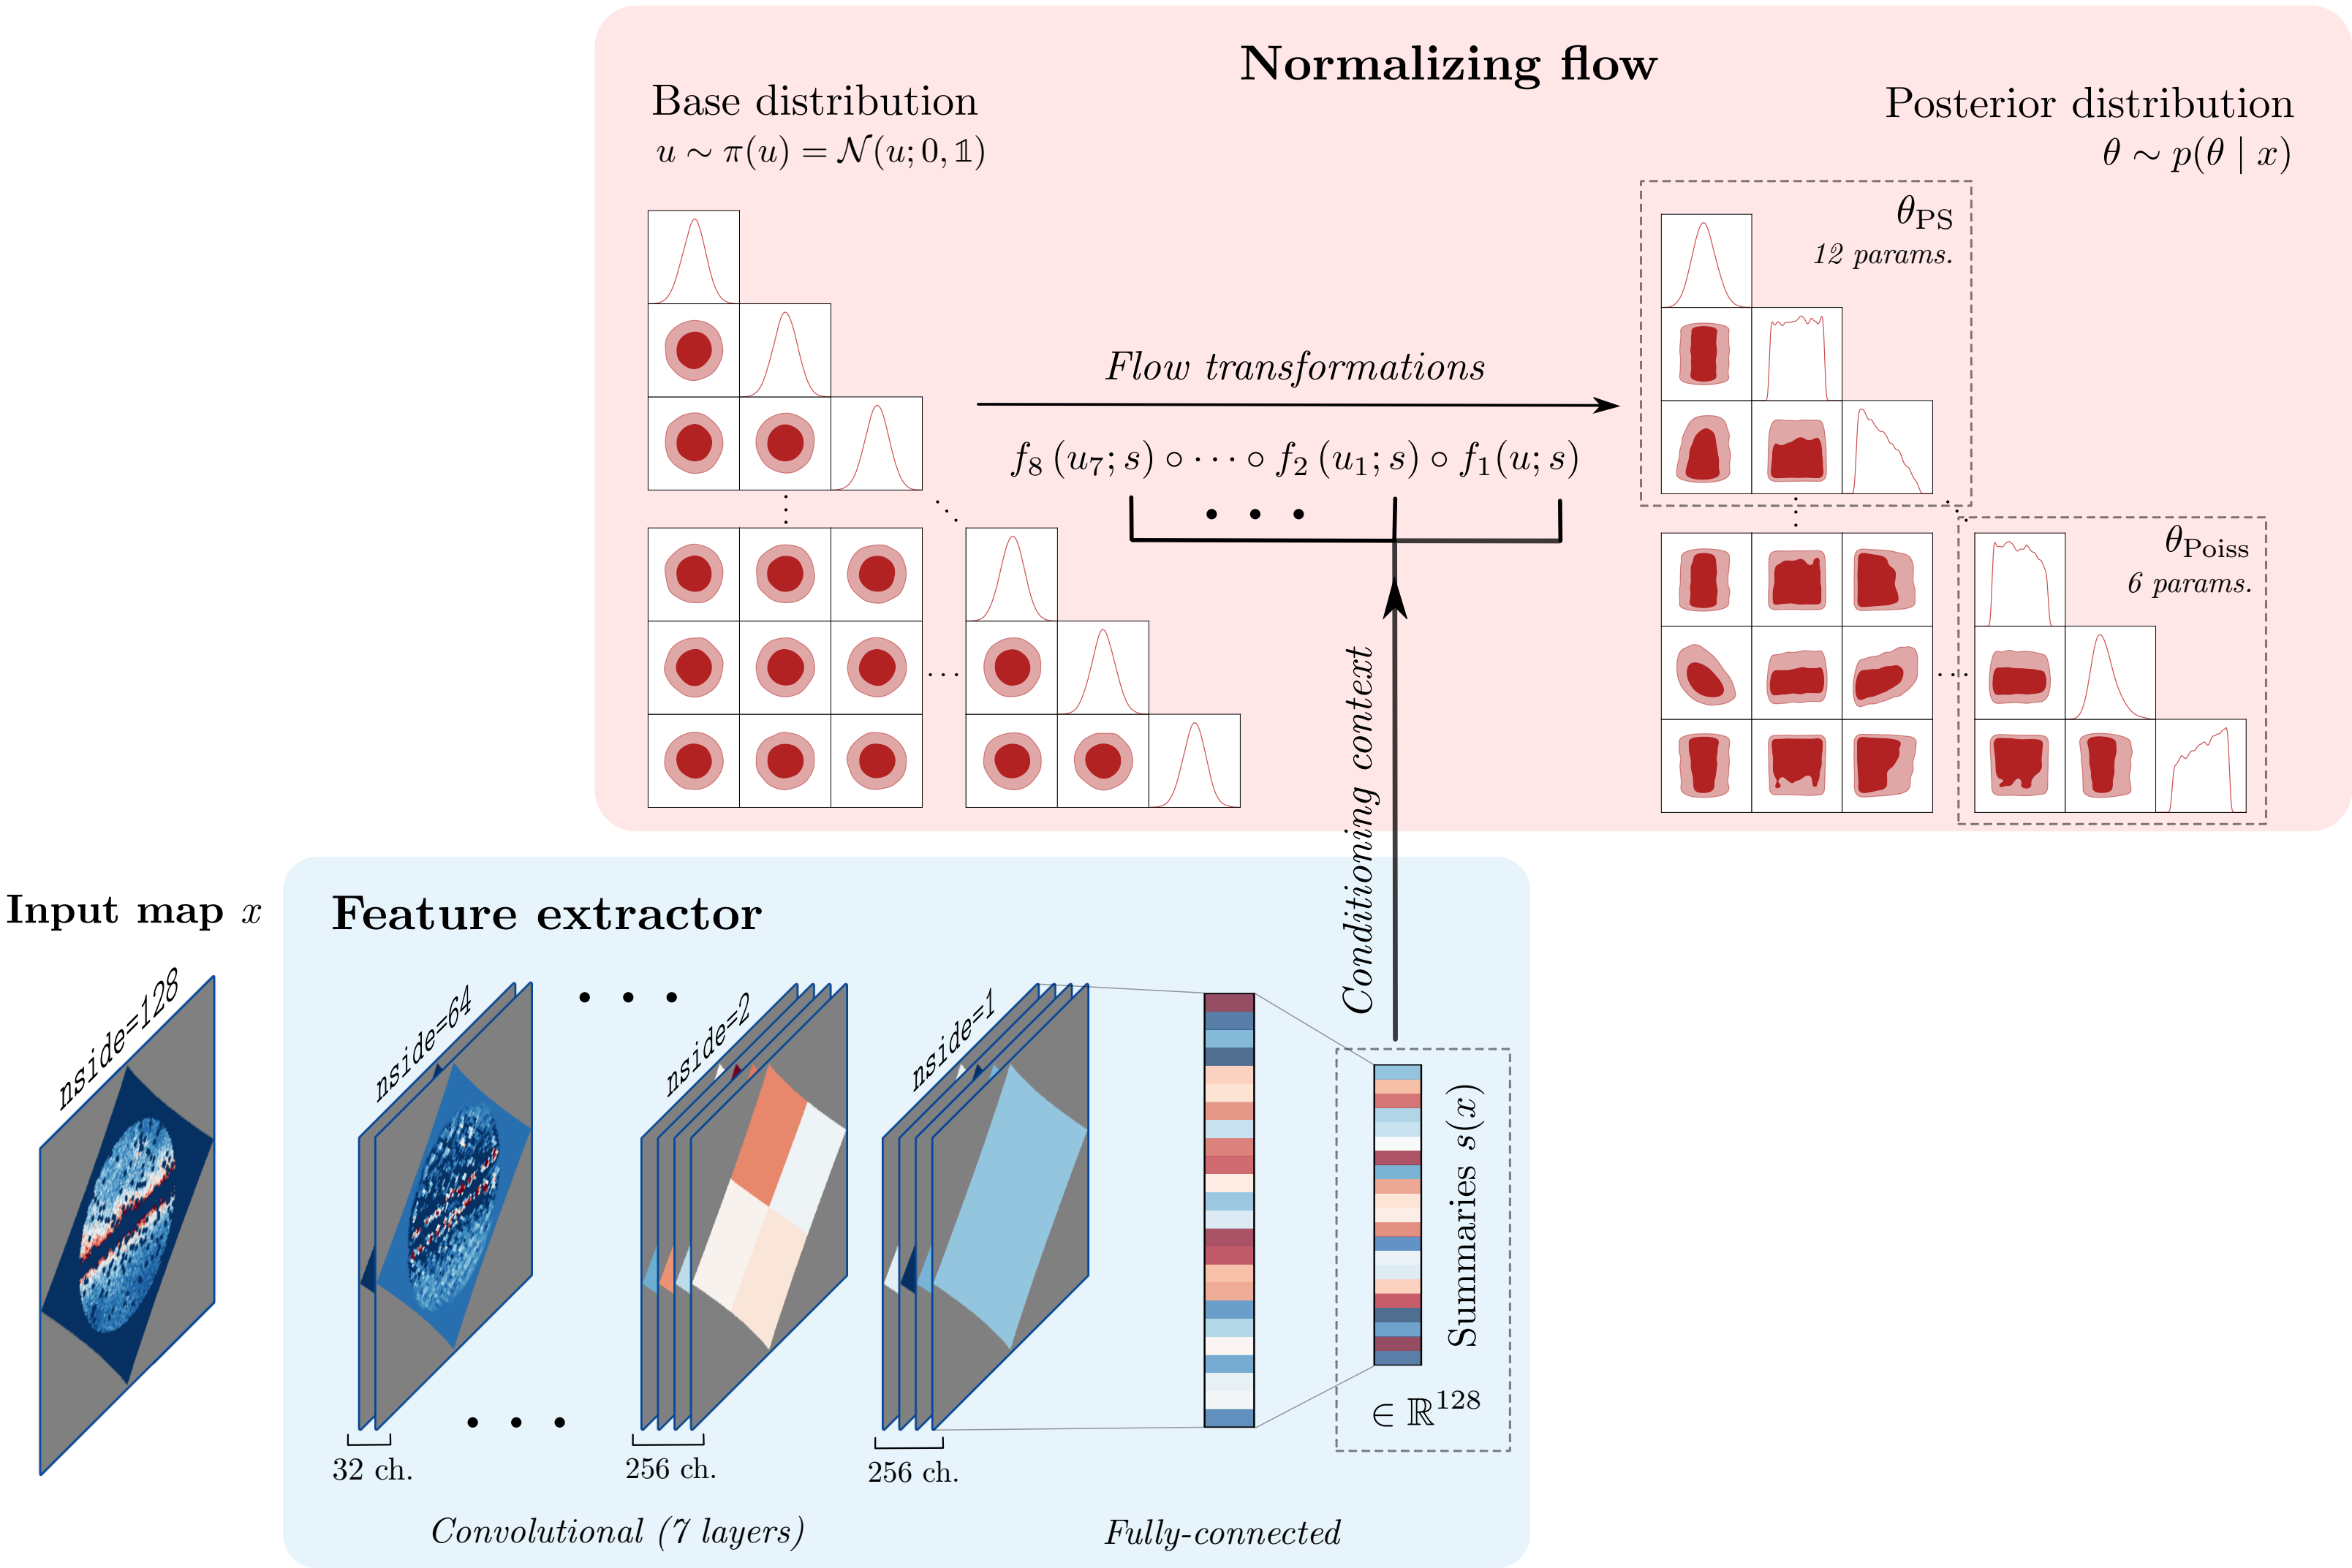 Normalizing flow
Base distribution
u ∼ π(u) = 𝒩(u; 0, 𝟙)
Posterior distribution
θ ∼ p(θ | x)
θ_PS
12 params.
Flow transformations
f₈ (u₇; s) ∘ ··· ∘ f₂ (u₁; s) ∘ f₁(u; s)
θ_Poiss
6 params.
Conditioning context
Input map x
Feature extractor
nside=128
nside=64
nside=2
nside=1
Summaries s(x)
∈ ℝ¹²⁸
32 ch.
256 ch.
256 ch.
Convolutional (7 layers)
Fully-connected